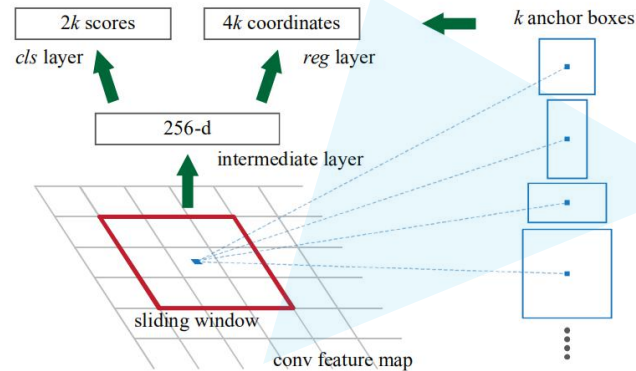 2k scores
4k coordinates
k anchor boxes
cls layer
reg layer
256-d
intermediate layer
sliding window
conv feature map